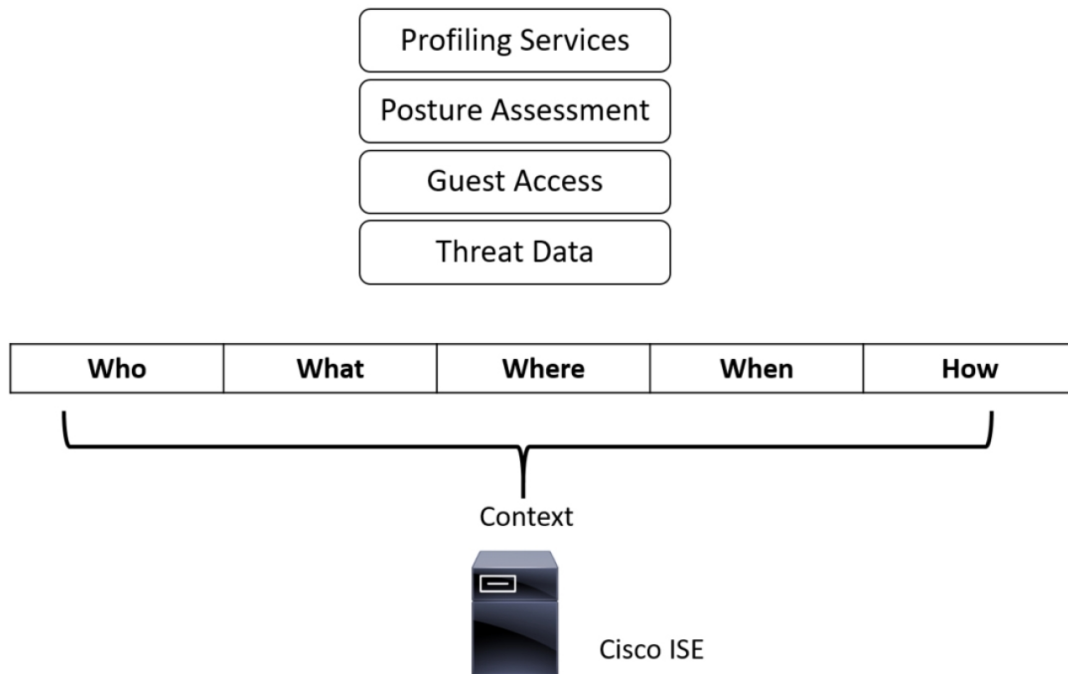 Profiling Services
Posture Assessment
Guest Access
Threat Data
Who What Where When How
Context
Cisco ISE